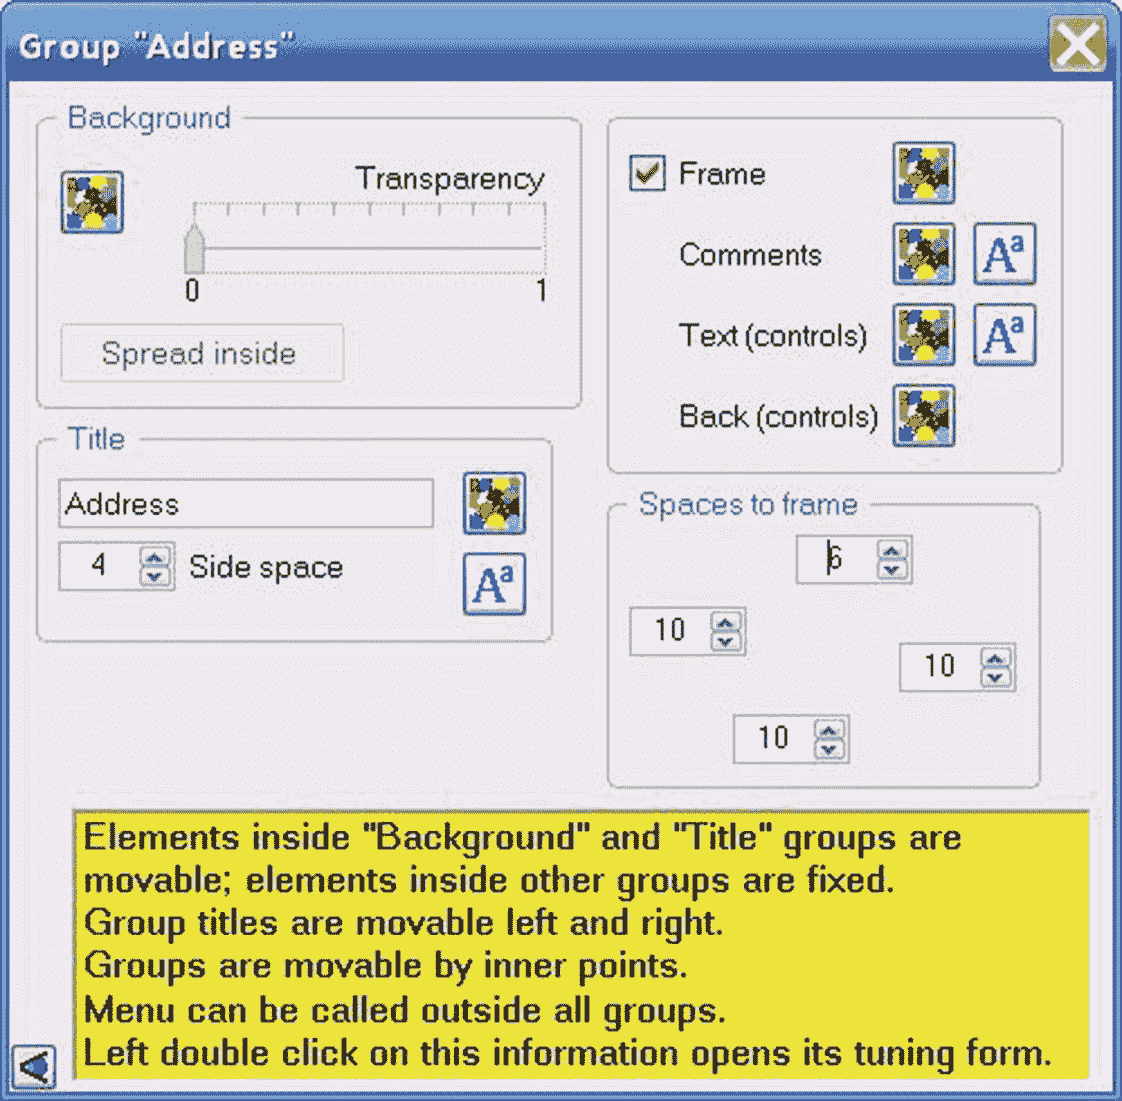 Group "Address"
Background
Transparency
0 1
Spread inside
Frame
Comments
Aa
Text (controls)
Aa
Back (controls)
Title
Address
4
Side space
Aa
Spaces to frame
6
10
10
10
Elements inside "Background" and "Title" groups are
movable; elements inside other groups are fixed.
Group titles are movable left and right.
Groups are movable by inner points.
Menu can be called outside all groups.
Left double click on this information opens its tuning form.